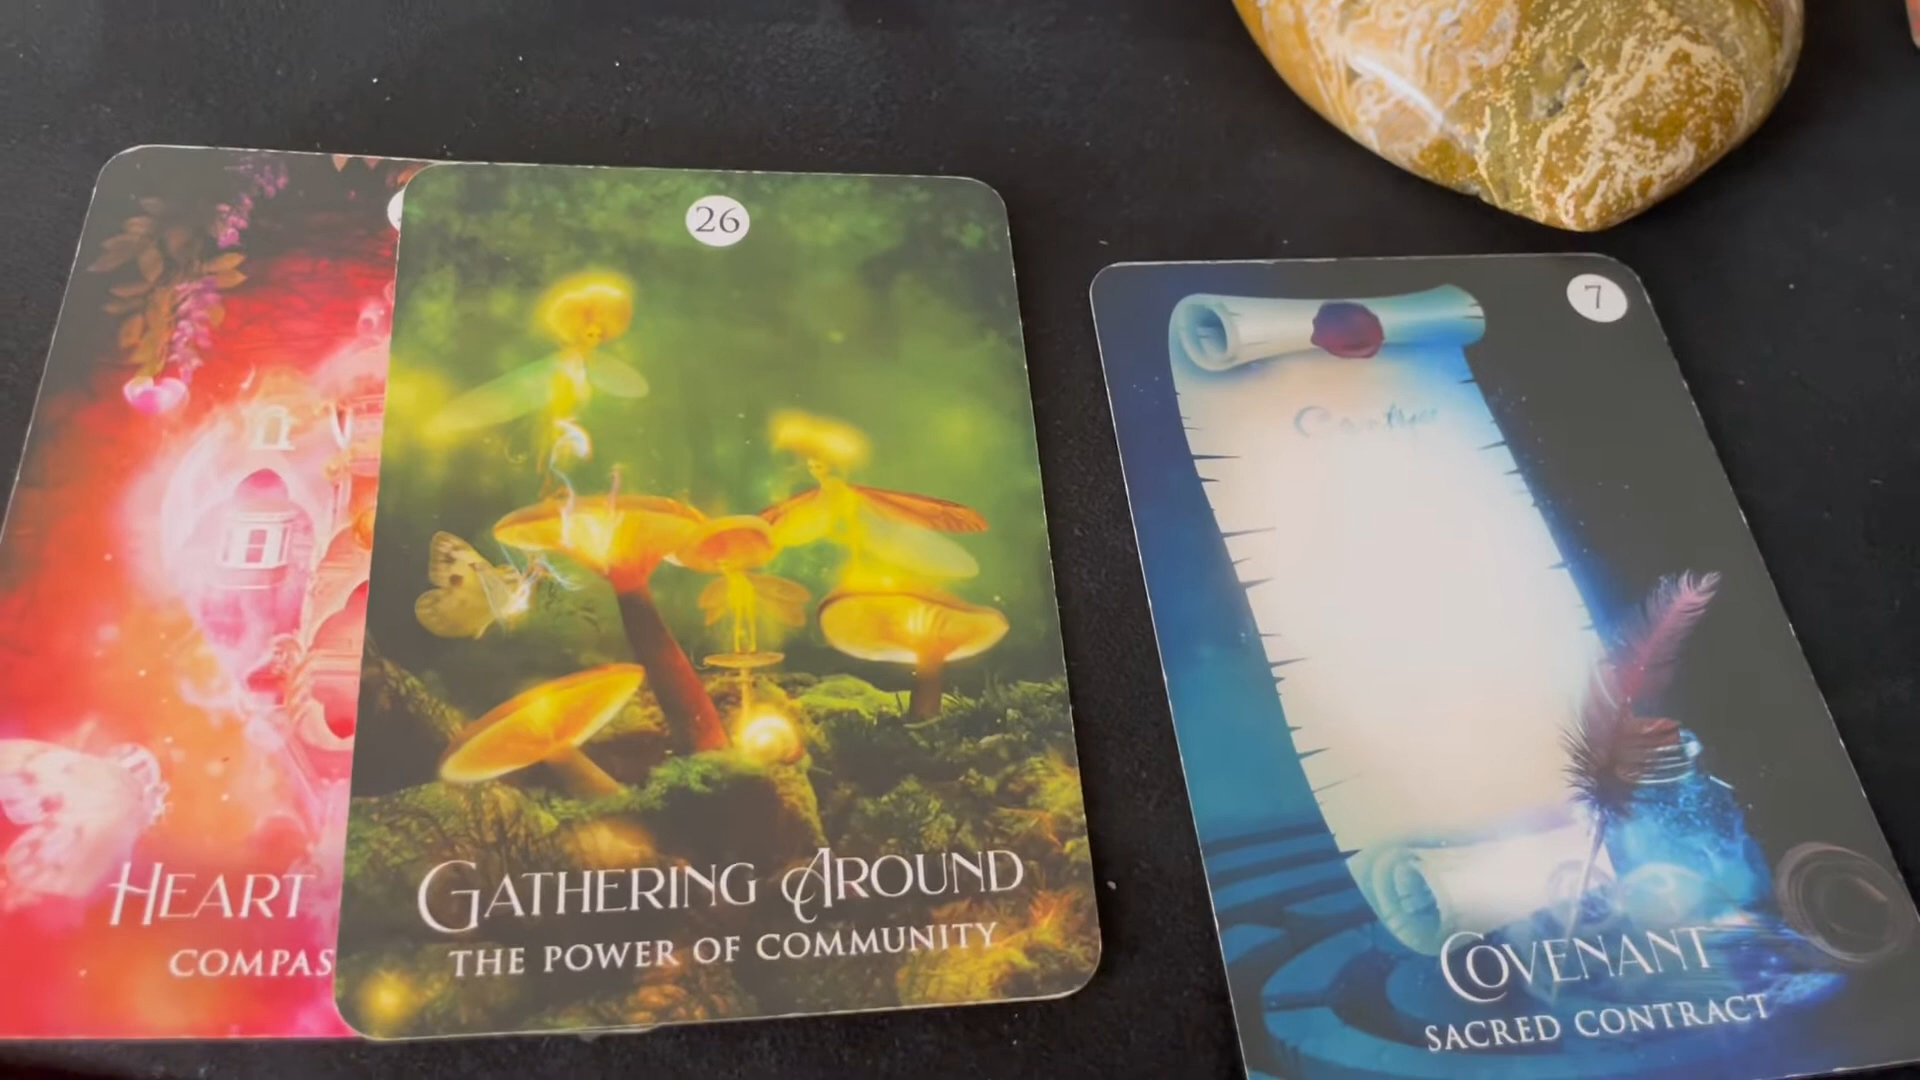 HEART
COMPAS
26
GATHERING AROUND
THE POWER OF COMMUNITY
7
COVENANT
SACRED CONTRACT